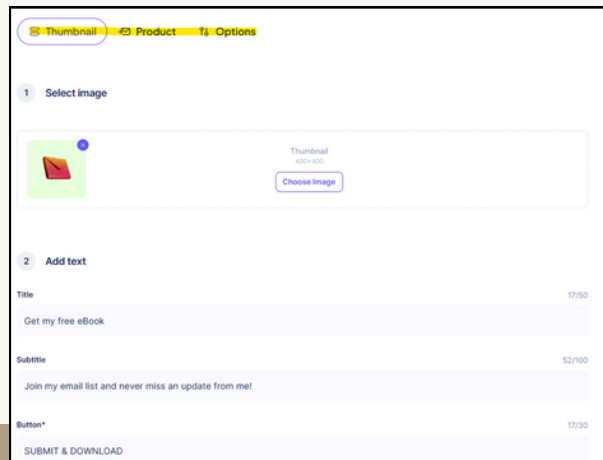 Thumbnail Product Options
1 Select image
Thumbnail
400×400
Choose Image
2 Add text
Title 17/50
Get my free eBook
Subtitle 52/100
Join my email list and never miss an update from me!
Button* 17/30
SUBMIT & DOWNLOAD